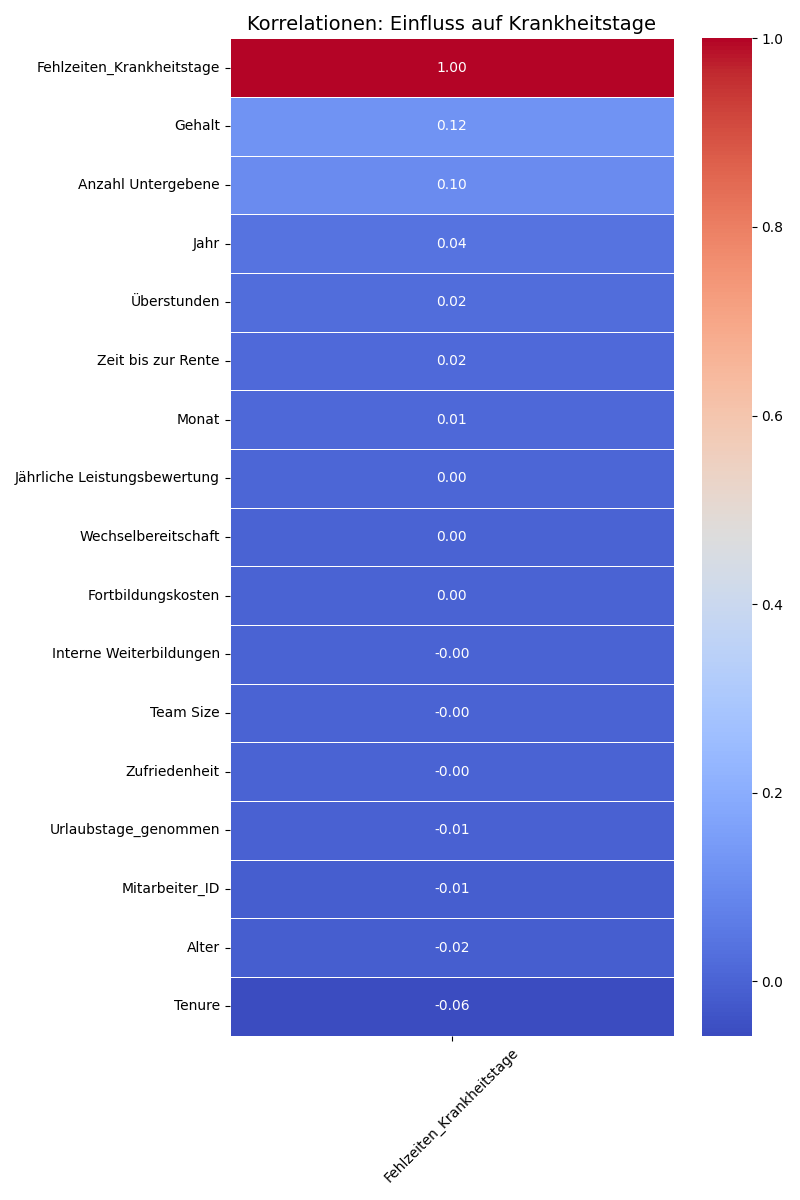 Korrelationen: Einfluss auf Krankheitstage
Fehlzeiten_Krankheitstage 1.00
Gehalt 0.12
Anzahl Untergebene 0.10
Jahr 0.04
Überstunden 0.02
Zeit bis zur Rente 0.02
Monat 0.01
Jährliche Leistungsbewertung 0.00
Wechselbereitschaft 0.00
Fortbildungskosten 0.00
Interne Weiterbildungen -0.00
Team Size -0.00
Zufriedenheit -0.00
Urlaubstage_genommen -0.01
Mitarbeiter_ID -0.01
Alter -0.02
Tenure -0.06
Fehlzeiten_Krankheitstage
1.0
0.8
0.6
0.4
0.2
0.0